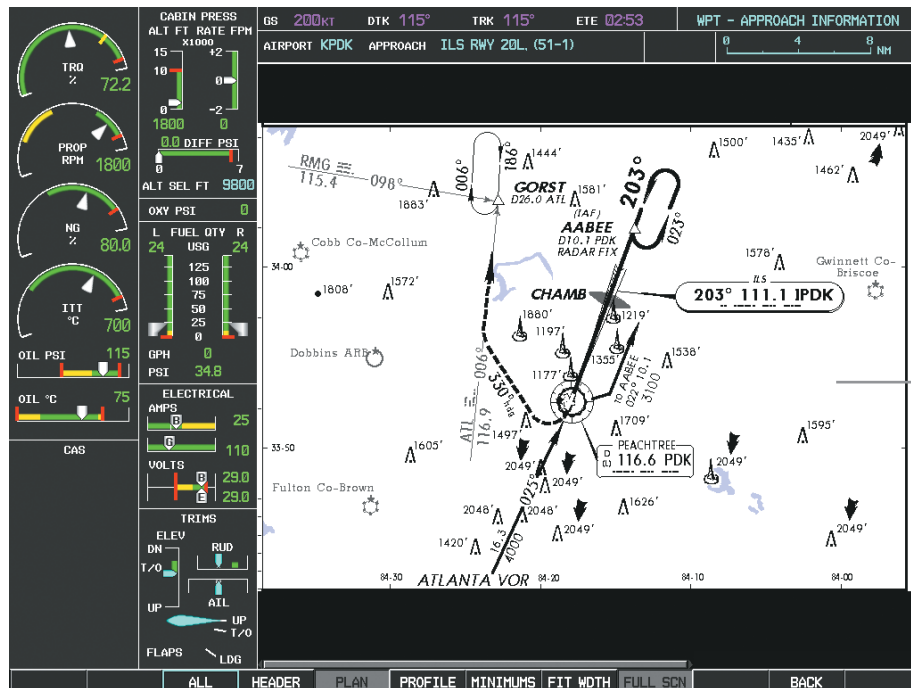 GS 200KT DTK 115° TRK 115° ETE 02:53
WPT - APPROACH INFORMATION
AIRPORT KPDK APPROACH ILS RWY 20L, (51-1)
0 4 8
NM
TRQ
%
72.2
PROP
RPM
1800
NG
%
80.0
ITT
°C
700
OIL PSI 115
OIL °C 75
CAS
CABIN PRESS
ALT FT RATE FPM
X1000
15 +2
10
0
0 -2
1800 0
0.0 DIFF PSI
0 7
ALT SEL FT 9800
OXY PSI 0
L FUEL QTY R
24 USG 24
125
100
75
50
25
0
GPH 0
PSI 34.8
ELECTRICAL
AMPS
B 25
G 110
VOLTS
B 29.0
E 29.0
TRIMS
ELEV
DN RUD
T/O
AIL
UP
UP
T/O
FLAPS LDG
RMG
115.4
098°
006°
186°
1444'
1883'
GORST
D26.0 ATL
1581'
(IAF)
AABEE
D10.1 PDK
RADAR FIX
203°
023°
1500'
1435'
2049'
1462'
Cobb Co-McCollum
34-00
1808'
1572'
1578'
Gwinnett Co-
Briscoe
CHAMB
ILS
203° 111.1 IPDK
1880'
1197'
1219'
1355'
1177'
1538'
Dobbins ARB
TO AABEE
022° 10.1
3100
330° hdg
ATL
116.9
006°
1497'
1709'
1595'
PEACHTREE
D
(L) 116.6 PDK
33-50
1605'
2049'
2049'
2049'
2049'
Fulton Co-Brown
025°
1626'
2048'
2048'
2049'
1420'
16.3
4000
ATLANTA VOR
84-30 84-20 84-10 84-00
ALL HEADER PLAN PROFILE MINIMUMS FIT WDTH FULL SCN BACK